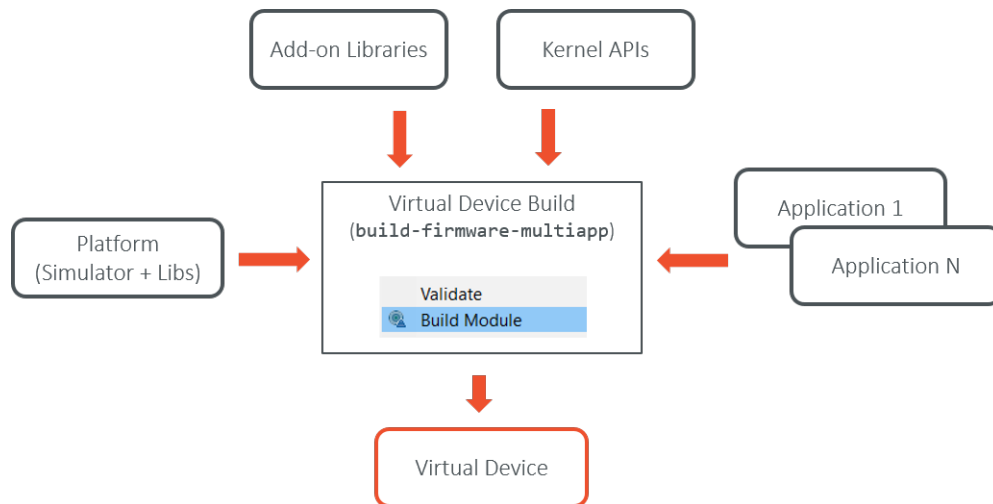 Add-on Libraries
Kernel APIs
Virtual Device Build
(build-firmware-multiapp)
Platform
(Simulator + Libs)
Application 1
Application N
Validate
Build Module
Virtual Device